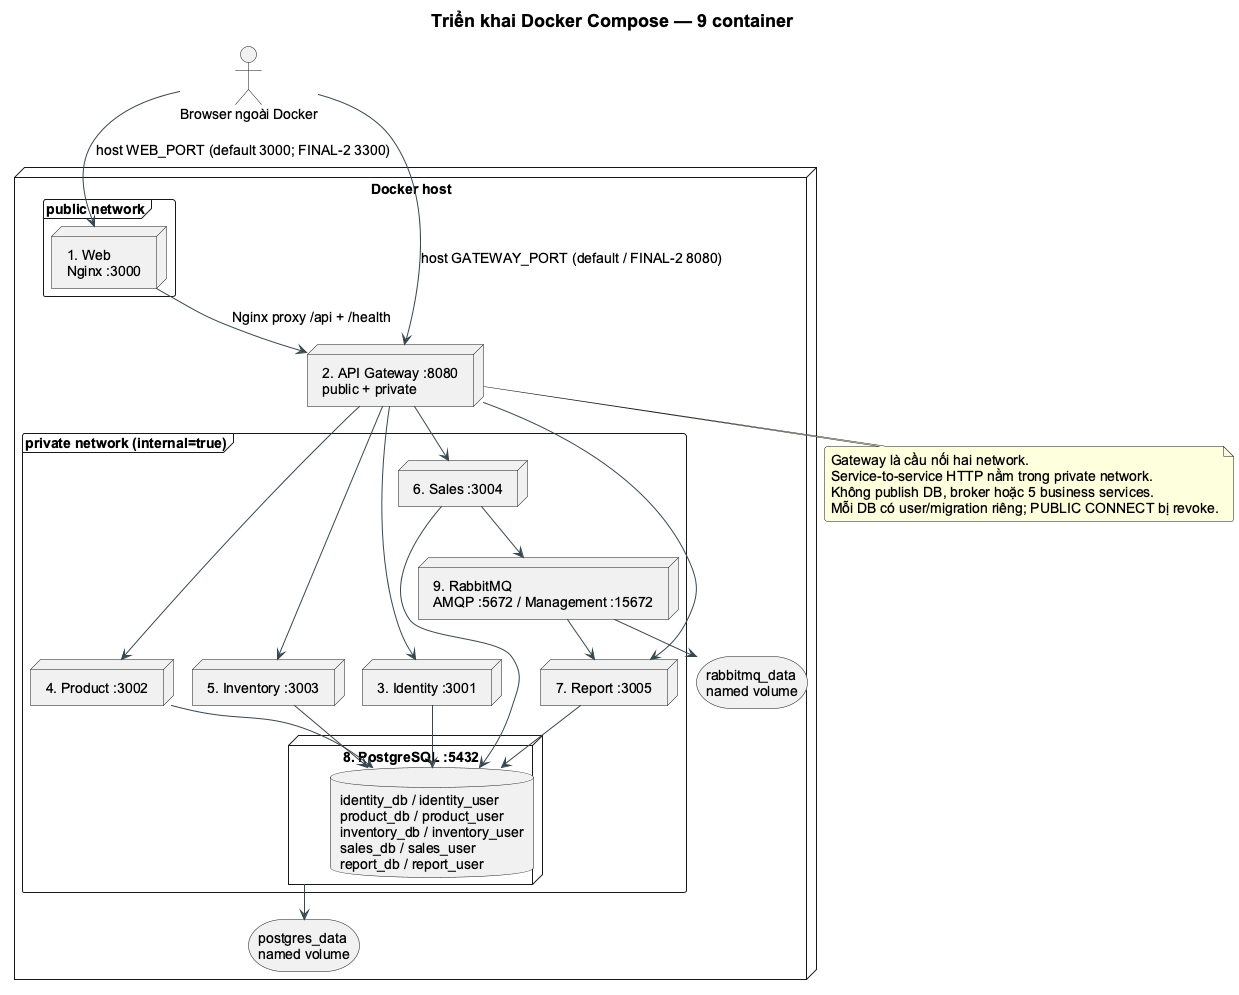 Triển khai Docker Compose — 9 container
Browser ngoài Docker
host WEB_PORT (default 3000; FINAL-2 3300)
Docker host
public network
1. Web
Nginx :3000
host GATEWAY_PORT (default / FINAL-2 8080)
Nginx proxy /api + /health
2. API Gateway :8080
public + private
private network (internal=true)
Gateway là cầu nối hai network.
Service-to-service HTTP nằm trong private network.
Không publish DB, broker hoặc 5 business services.
Mỗi DB có user/migration riêng; PUBLIC CONNECT bị revoke.
6. Sales :3004
9. RabbitMQ
AMQP :5672 / Management :15672
4. Product :3002
5. Inventory :3003
3. Identity :3001
7. Report :3005
rabbitmq_data
named volume
8. PostgreSQL :5432
identity_db / identity_user
product_db / product_user
inventory_db / inventory_user
sales_db / sales_user
report_db / report_user
postgres_data
named volume